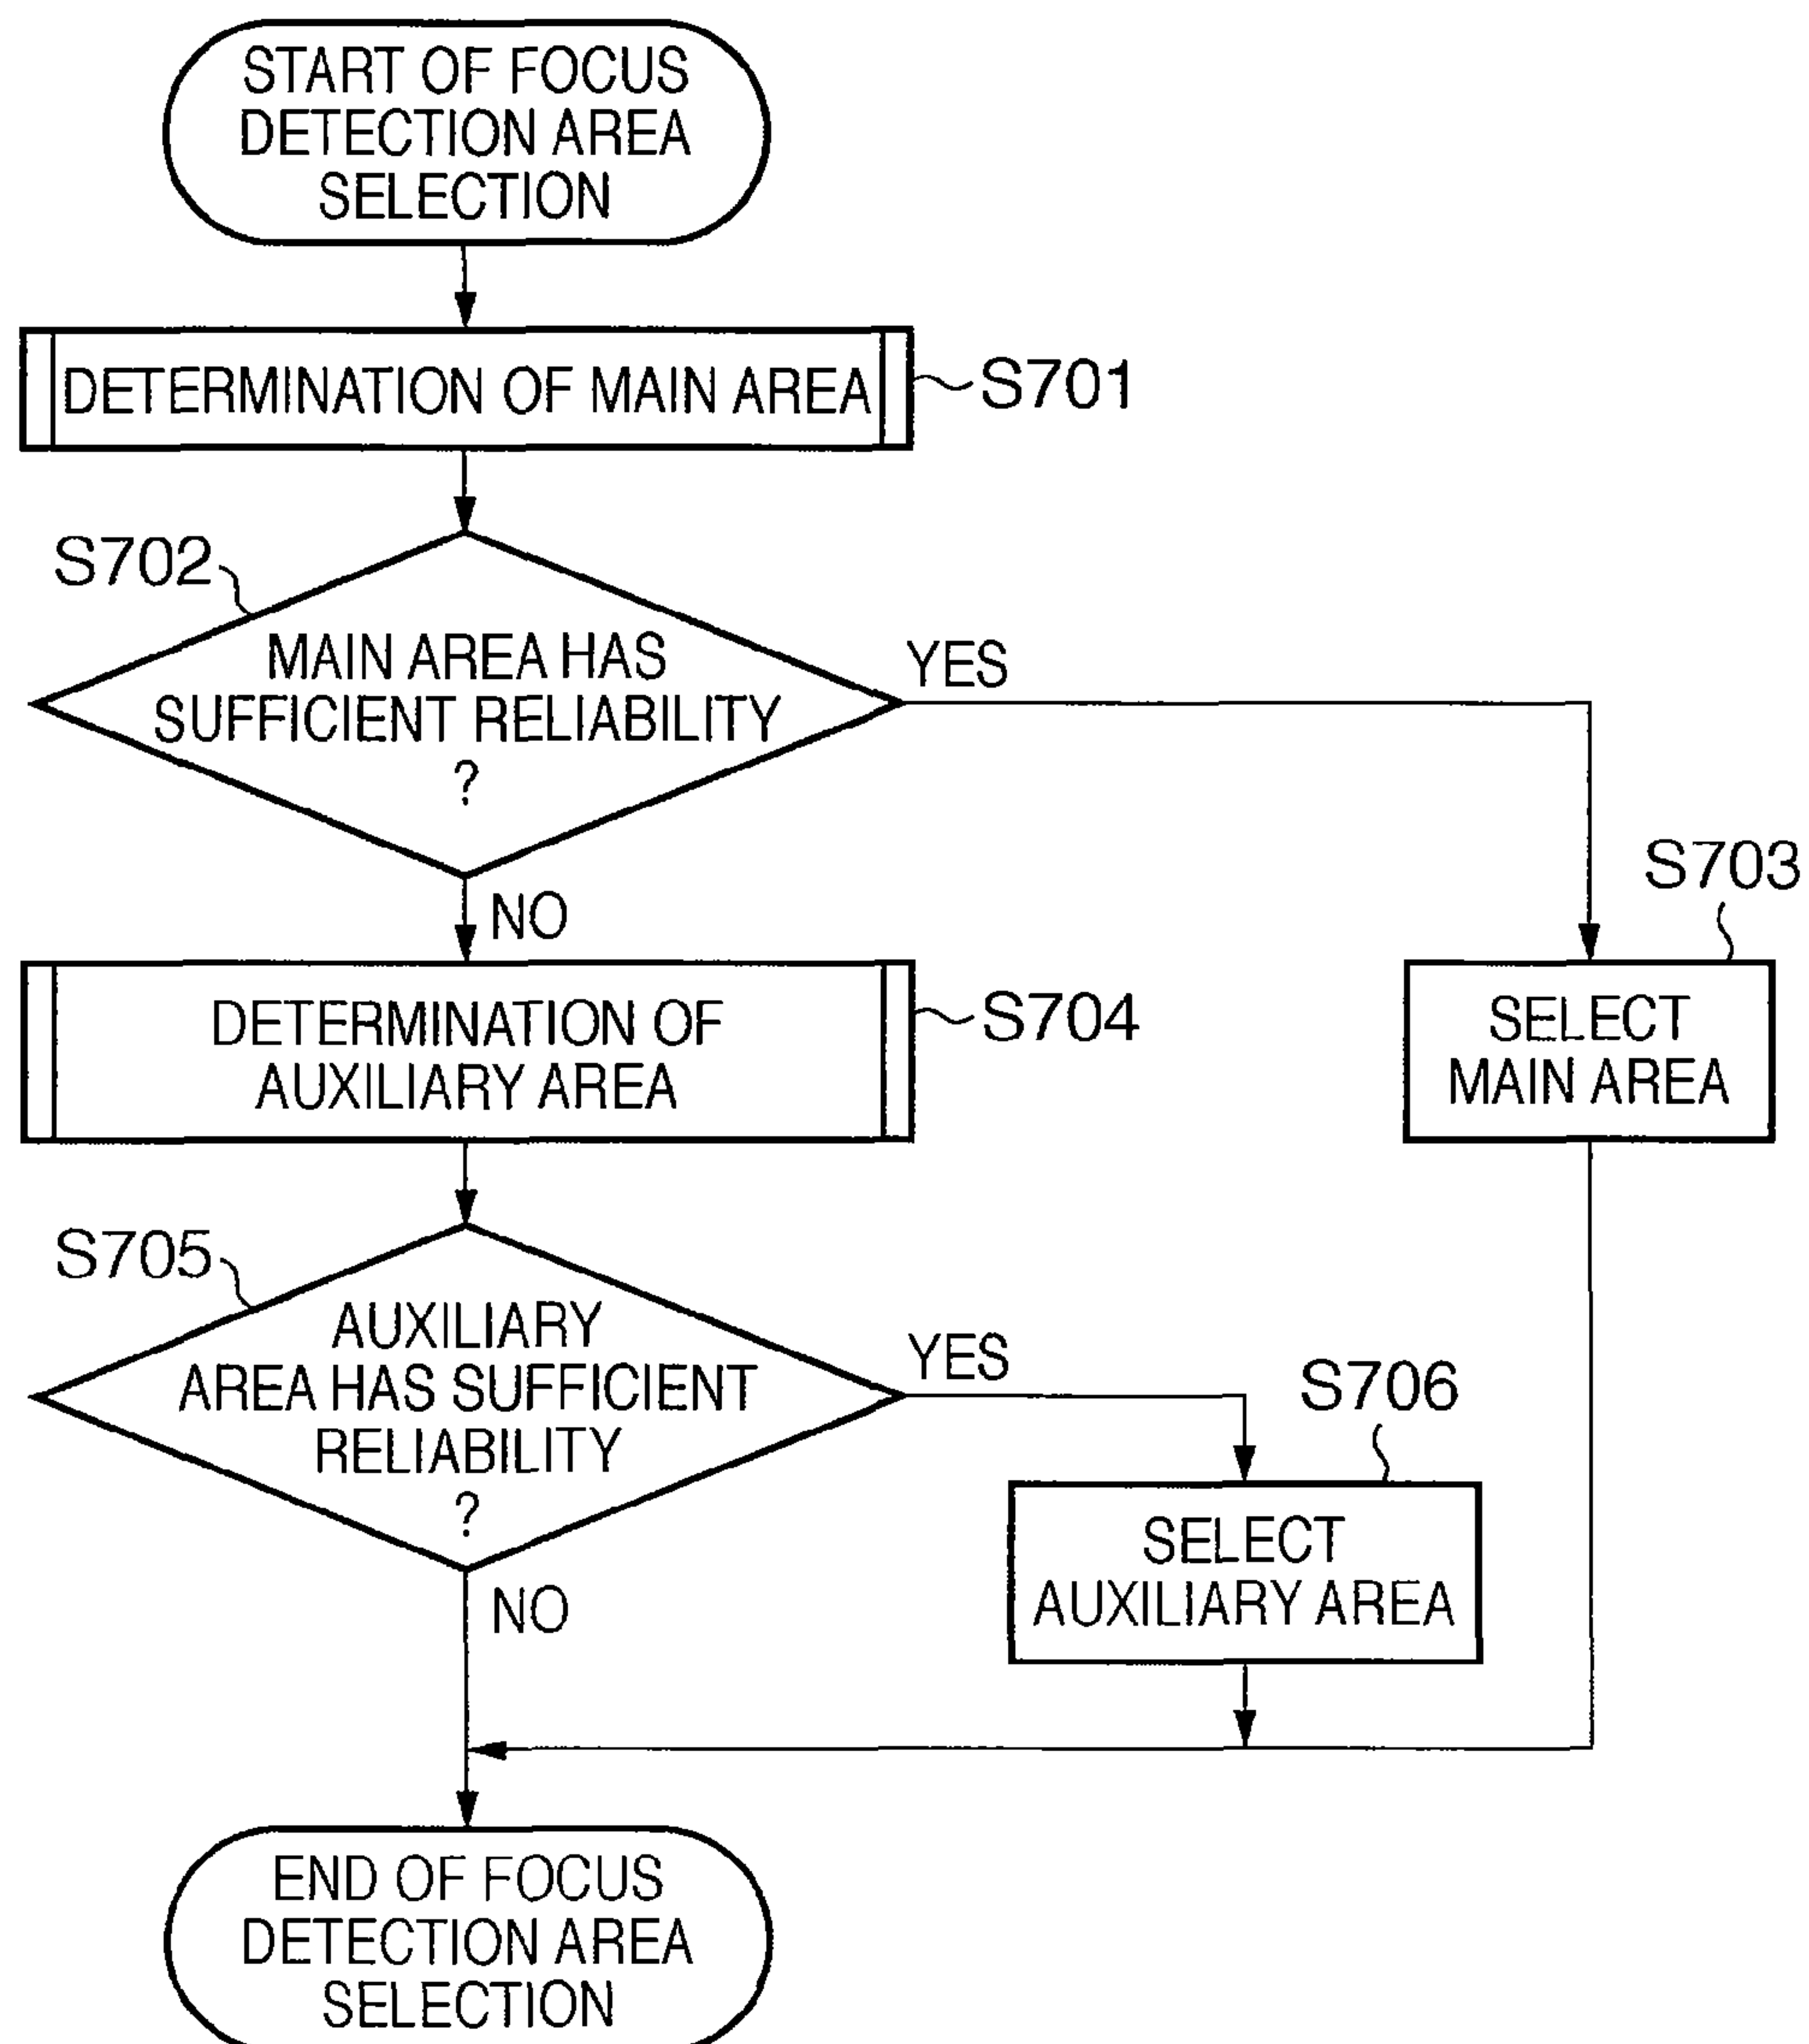 START OF FOCUS
DETECTION AREA
SELECTION
DETERMINATION OF MAIN AREA
S701
S702
MAIN AREA HAS
SUFFICIENT RELIABILITY
?
YES
NO
S703
SELECT
MAIN AREA
DETERMINATION OF
AUXILIARY AREA
S704
S705
AUXILIARY
AREA HAS SUFFICIENT
RELIABILITY
?
YES
NO
S706
SELECT
AUXILIARY AREA
END OF FOCUS
DETECTION AREA
SELECTION